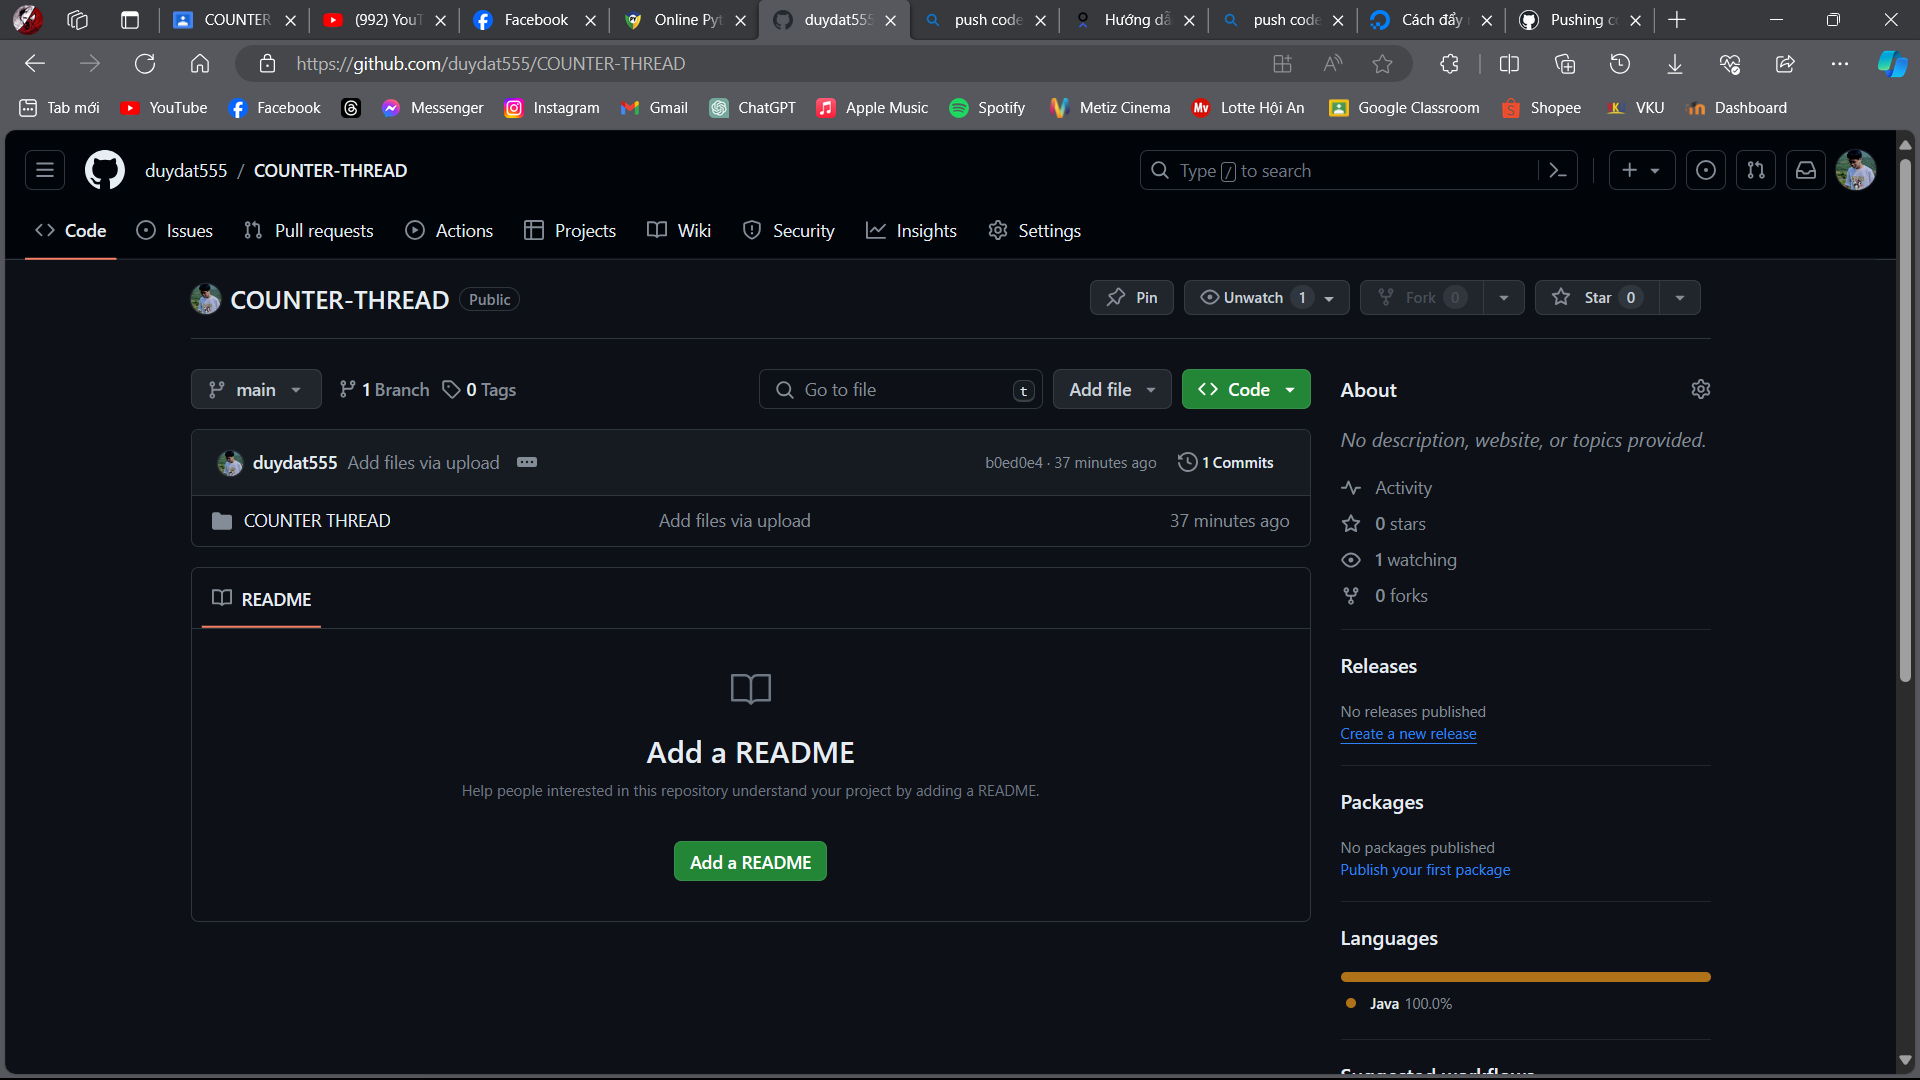 COUNTER
(992) YouT
Facebook
Online Pyt
duydat555
push code
Hướng dẫ
push code
Cách đẩy
Pushing c
https://github.com/duydat555/COUNTER-THREAD
Tab mới
YouTube
Facebook
Messenger
Instagram
Gmail
ChatGPT
Apple Music
Spotify
Metiz Cinema
Lotte Hội An
Google Classroom
Shopee
VKU
Dashboard
duydat555 / COUNTER-THREAD
Type / to search
Code
Issues
Pull requests
Actions
Projects
Wiki
Security
Insights
Settings
COUNTER-THREAD Public
Pin
Unwatch 1
Fork 0
Star 0
main
1 Branch
0 Tags
Go to file t
Add file
Code
About
No description, website, or topics provided.
duydat555 Add files via upload
b0ed0e4 · 37 minutes ago
1 Commits
COUNTER THREAD
Add files via upload
37 minutes ago
Activity
0 stars
1 watching
0 forks
README
Add a README
Help people interested in this repository understand your project by adding a README.
Add a README
Releases
No releases published
Create a new release
Packages
No packages published
Publish your first package
Languages
Java 100.0%
Suggested workflows